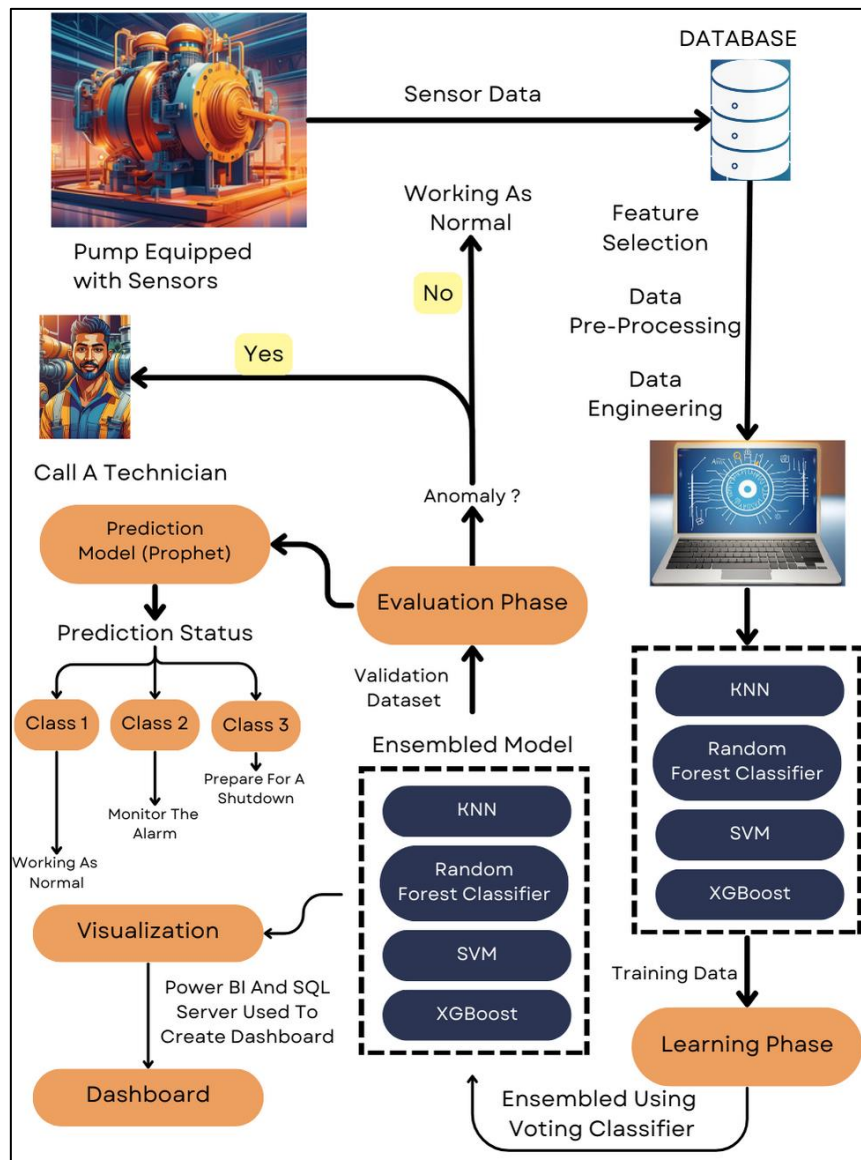 DATABASE
Sensor Data
Working As
Normal
Feature
Selection
Pump Equipped
with Sensors
No
Data
Pre-Processing
Yes
Data
Engineering
Call A Technician
Anomaly ?
Prediction
Model (Prophet)
Evaluation Phase
Prediction Status
Validation
Dataset
KNN
Class 1
Class 2
Class 3
Ensembled Model
Random
Forest Classifier
Prepare For A
Shutdown
Monitor The
Alarm
KNN
SVM
Working As
Normal
Random
Forest Classifier
XGBoost
Visualization
SVM
Training Data
Power BI And SQL
Server Used To
Create Dashboard
XGBoost
Learning Phase
Dashboard
Ensembled Using
Voting Classifier